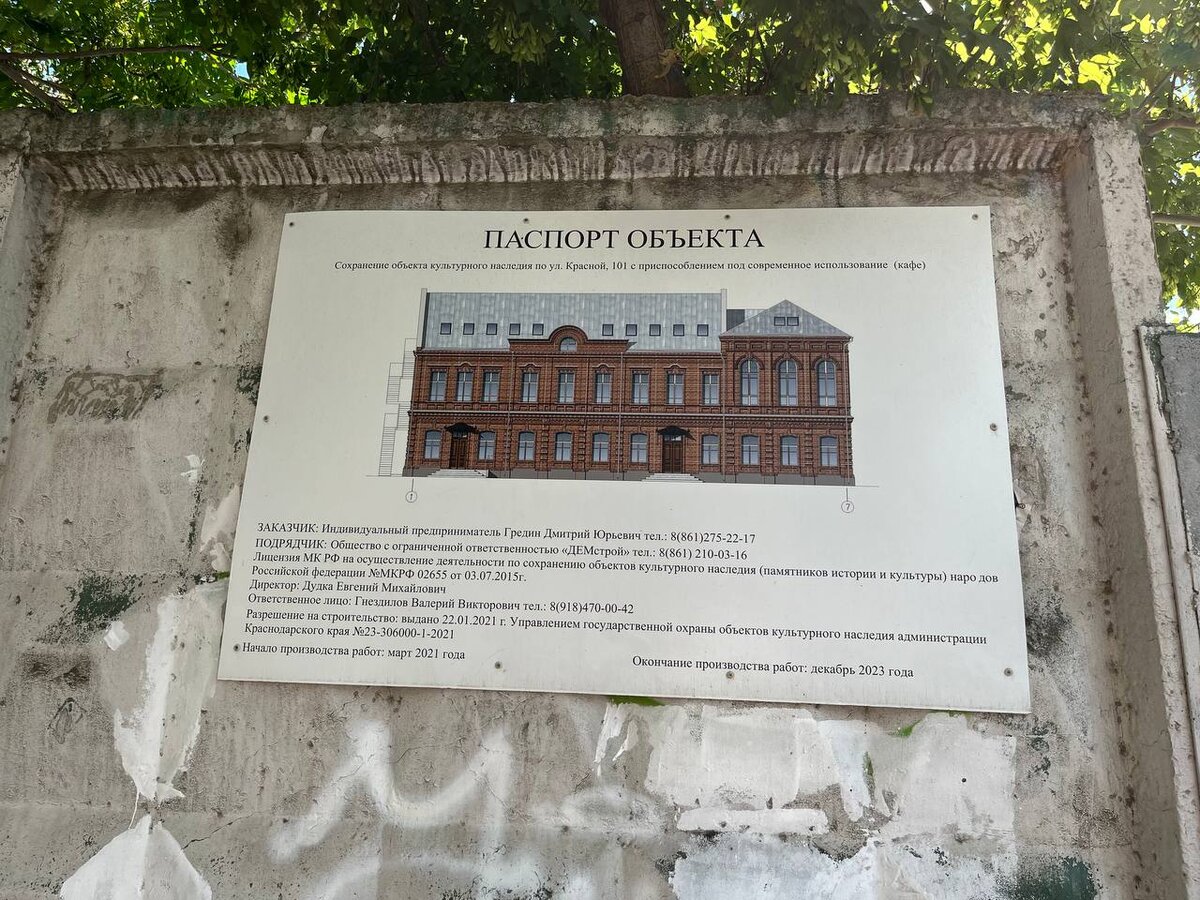 ПАСПОРТ ОБЪЕКТА
Сохранение объекта культурного наследия по ул. Красной, 101 с приспособлением под современное использование (кафе)
1
7
ЗАКАЗЧИК: Индивидуальный предприниматель Гредин Дмитрий Юрьевич тел.: 8(861)275-22-17
ПОДРЯДЧИК: Общество с ограниченной ответственностью «ДЕМстрой» тел.: 8(861) 210-03-16
Лицензия МК РФ на осуществление деятельности по сохранению объектов культурного наследия (памятников истории и культуры) наро дов
Российской федерации №МКРФ 02655 от 03.07.2015г.
Директор: Дудка Евгений Михайлович
Ответственное лицо: Гнездилов Валерий Викторович тел.: 8(918)470-00-42
Разрешение на строительство: выдано 22.01.2021 г. Управлением государственной охраны объектов культурного наследия администрации
Краснодарского края №23-306000-1-2021
Начало производства работ: март 2021 года
Окончание производства работ: декабрь 2023 года